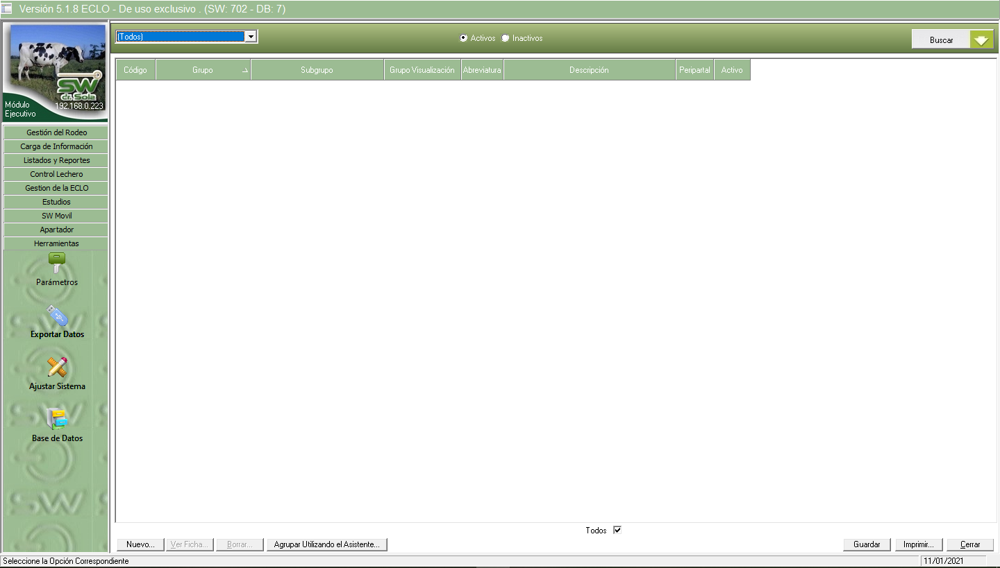 Versión 5.1.8 ECLO - De uso exclusivo . (SW: 702 - DB: 7)
SW
dr. Sola
Módulo
Ejecutivo
192.168.0.223
Gestión del Rodeo
Carga de Información
Listados y Reportes
Control Lechero
Gestion de la ECLO
Estudios
SW Movil
Apartador
Herramientas
Parámetros
Exportar Datos
Ajustar Sistema
Base de Datos
(Todos)
Activos Inactivos
Buscar
Código Grupo Subgrupo Grupo Visualización Abreviatura Descripción Peripartal Activo
Todos
Nuevo... Ver Ficha... Borrar... Agrupar Utilizando el Asistente... Guardar Imprimir... Cerrar
Seleccione la Opción Correspondiente 11/01/2021